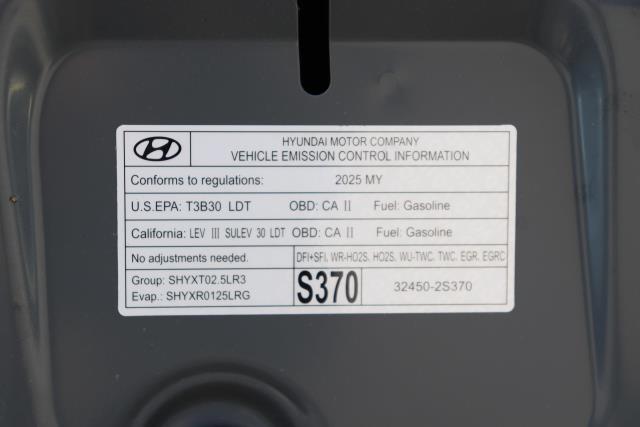 HYUNDAI MOTOR COMPANY
VEHICLE EMISSION CONTROL INFORMATION
Conforms to regulations: 2025 MY
U.S.EPA: T3B30 LDT OBD: CA II Fuel: Gasoline
California: LEV III SULEV 30 LDT OBD: CA II Fuel: Gasoline
No adjustments needed. DFI+SFI, WR-HO2S, HO2S, WU-TWC, TWC, EGR, EGRC
Group: SHYXT02.5LR3
Evap.: SHYXR0125LRG
S370
32450-2S370